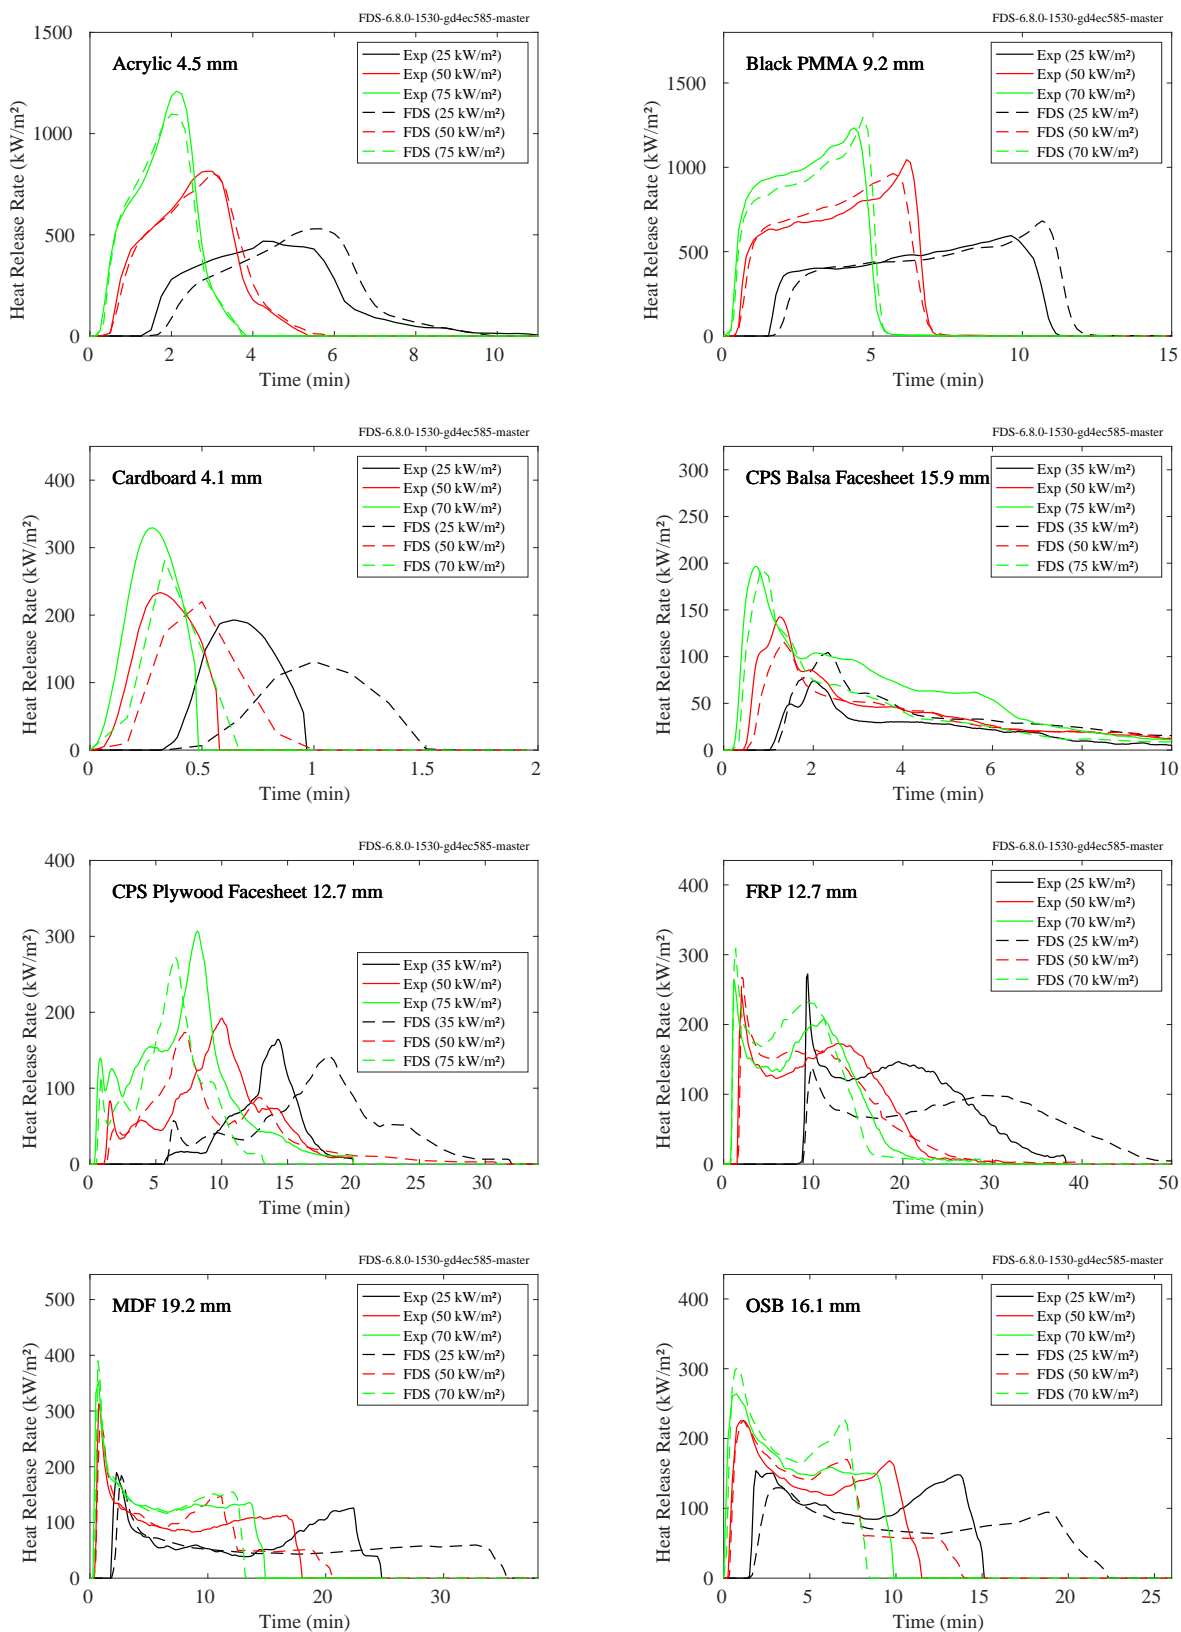 FDS-6.8.0-1530-gd4ec585-master
Acrylic 4.5 mm
Exp (25 kW/m²)
Exp (50 kW/m²)
Exp (75 kW/m²)
FDS (25 kW/m²)
FDS (50 kW/m²)
FDS (75 kW/m²)
Heat Release Rate (kW/m²)
1500
1000
500
0
0 2 4 6 8 10
Time (min)
FDS-6.8.0-1530-gd4ec585-master
Black PMMA 9.2 mm
Exp (25 kW/m²)
Exp (50 kW/m²)
Exp (70 kW/m²)
FDS (25 kW/m²)
FDS (50 kW/m²)
FDS (70 kW/m²)
Heat Release Rate (kW/m²)
1500
1000
500
0
0 5 10 15
Time (min)
FDS-6.8.0-1530-gd4ec585-master
Cardboard 4.1 mm
Exp (25 kW/m²)
Exp (50 kW/m²)
Exp (70 kW/m²)
FDS (25 kW/m²)
FDS (50 kW/m²)
FDS (70 kW/m²)
Heat Release Rate (kW/m²)
400
300
200
100
0
0 0.5 1 1.5 2
Time (min)
FDS-6.8.0-1530-gd4ec585-master
CPS Balsa Facesheet 15.9 mm
Exp (35 kW/m²)
Exp (50 kW/m²)
Exp (75 kW/m²)
FDS (35 kW/m²)
FDS (50 kW/m²)
FDS (75 kW/m²)
Heat Release Rate (kW/m²)
300
250
200
150
100
50
0
0 2 4 6 8 10
Time (min)
FDS-6.8.0-1530-gd4ec585-master
CPS Plywood Facesheet 12.7 mm
Exp (35 kW/m²)
Exp (50 kW/m²)
Exp (75 kW/m²)
FDS (35 kW/m²)
FDS (50 kW/m²)
FDS (75 kW/m²)
Heat Release Rate (kW/m²)
400
300
200
100
0
0 5 10 15 20 25 30
Time (min)
FDS-6.8.0-1530-gd4ec585-master
FRP 12.7 mm
Exp (25 kW/m²)
Exp (50 kW/m²)
Exp (70 kW/m²)
FDS (25 kW/m²)
FDS (50 kW/m²)
FDS (70 kW/m²)
Heat Release Rate (kW/m²)
400
300
200
100
0
0 10 20 30 40 50
Time (min)
FDS-6.8.0-1530-gd4ec585-master
MDF 19.2 mm
Exp (25 kW/m²)
Exp (50 kW/m²)
Exp (70 kW/m²)
FDS (25 kW/m²)
FDS (50 kW/m²)
FDS (70 kW/m²)
Heat Release Rate (kW/m²)
500
400
300
200
100
0
0 10 20 30
Time (min)
FDS-6.8.0-1530-gd4ec585-master
OSB 16.1 mm
Exp (25 kW/m²)
Exp (50 kW/m²)
Exp (70 kW/m²)
FDS (25 kW/m²)
FDS (50 kW/m²)
FDS (70 kW/m²)
Heat Release Rate (kW/m²)
400
300
200
100
0
0 5 10 15 20 25
Time (min)